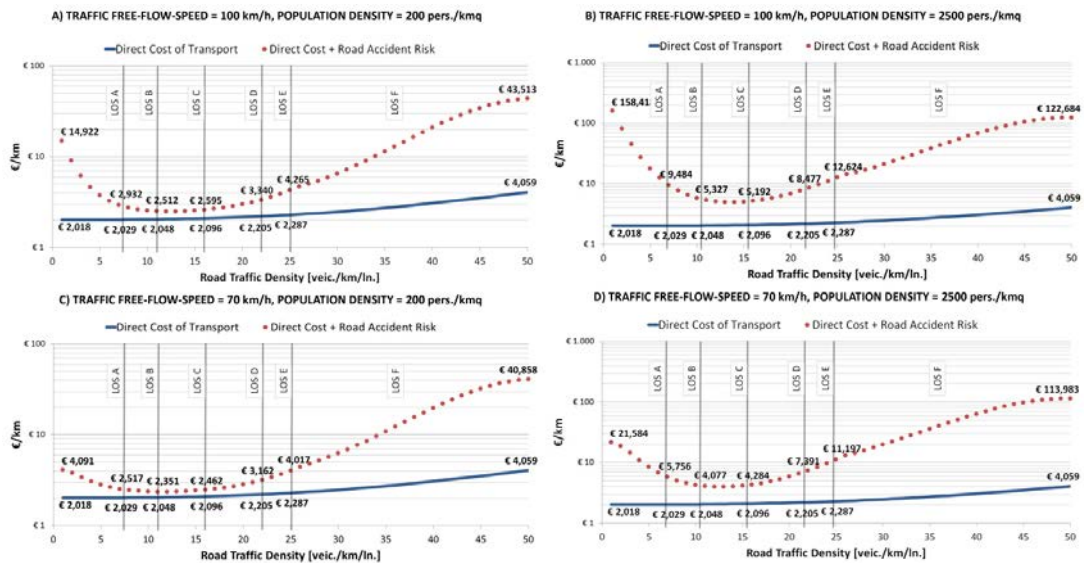 A) TRAFFIC FREE-FLOW-SPEED = 100 km/h, POPULATION DENSITY = 200 pers./kmq
Direct Cost of Transport Direct Cost + Road Accident Risk
€ 100
€ 10
€ 1
€/km
LOS A LOS B LOS C LOS D LOS E LOS F
€ 14,922 € 2,932 € 2,512 € 2,595 € 3,340 € 4,265 € 43,513
€ 2,018 € 2,029 € 2,048 € 2,096 € 2,205 € 2,287 € 4,059
0 5 10 15 20 25 30 35 40 45 50
Road Traffic Density [veic./km/ln.]
B) TRAFFIC FREE-FLOW-SPEED = 100 km/h, POPULATION DENSITY = 2500 pers./kmq
Direct Cost of Transport Direct Cost + Road Accident Risk
€ 1.000
€ 100
€ 10
€ 1
€/km
LOS A LOS B LOS C LOS D LOS E LOS F
€ 158,41 € 9,484 € 5,327 € 5,192 € 8,477 € 12,624 € 122,684
€ 2,018 € 2,029 € 2,048 € 2,096 € 2,205 € 2,287 € 4,059
0 5 10 15 20 25 30 35 40 45 50
Road Traffic Density [veic./km/ln.]
C) TRAFFIC FREE-FLOW-SPEED = 70 km/h, POPULATION DENSITY = 200 pers./kmq
Direct Cost of Transport Direct Cost + Road Accident Risk
€ 100
€ 10
€ 1
€/km
LOS A LOS B LOS C LOS D LOS E LOS F
€ 4,091 € 2,517 € 2,351 € 2,462 € 3,162 € 4,017 € 40,858
€ 2,018 € 2,029 € 2,048 € 2,096 € 2,205 € 2,287 € 4,059
0 5 10 15 20 25 30 35 40 45 50
Road Traffic Density [veic./km/ln.]
D) TRAFFIC FREE-FLOW-SPEED = 70 km/h, POPULATION DENSITY = 2500 pers./kmq
Direct Cost of Transport Direct Cost + Road Accident Risk
€ 1.000
€ 100
€ 10
€ 1
€/km
LOS A LOS B LOS C LOS D LOS E LOS F
€ 21,584 € 5,756 € 4,077 € 4,284 € 7,391 € 11,197 € 113,983
€ 2,018 € 2,029 € 2,048 € 2,096 € 2,205 € 2,287 € 4,059
0 5 10 15 20 25 30 35 40 45 50
Road Traffic Density [veic./km/ln.]